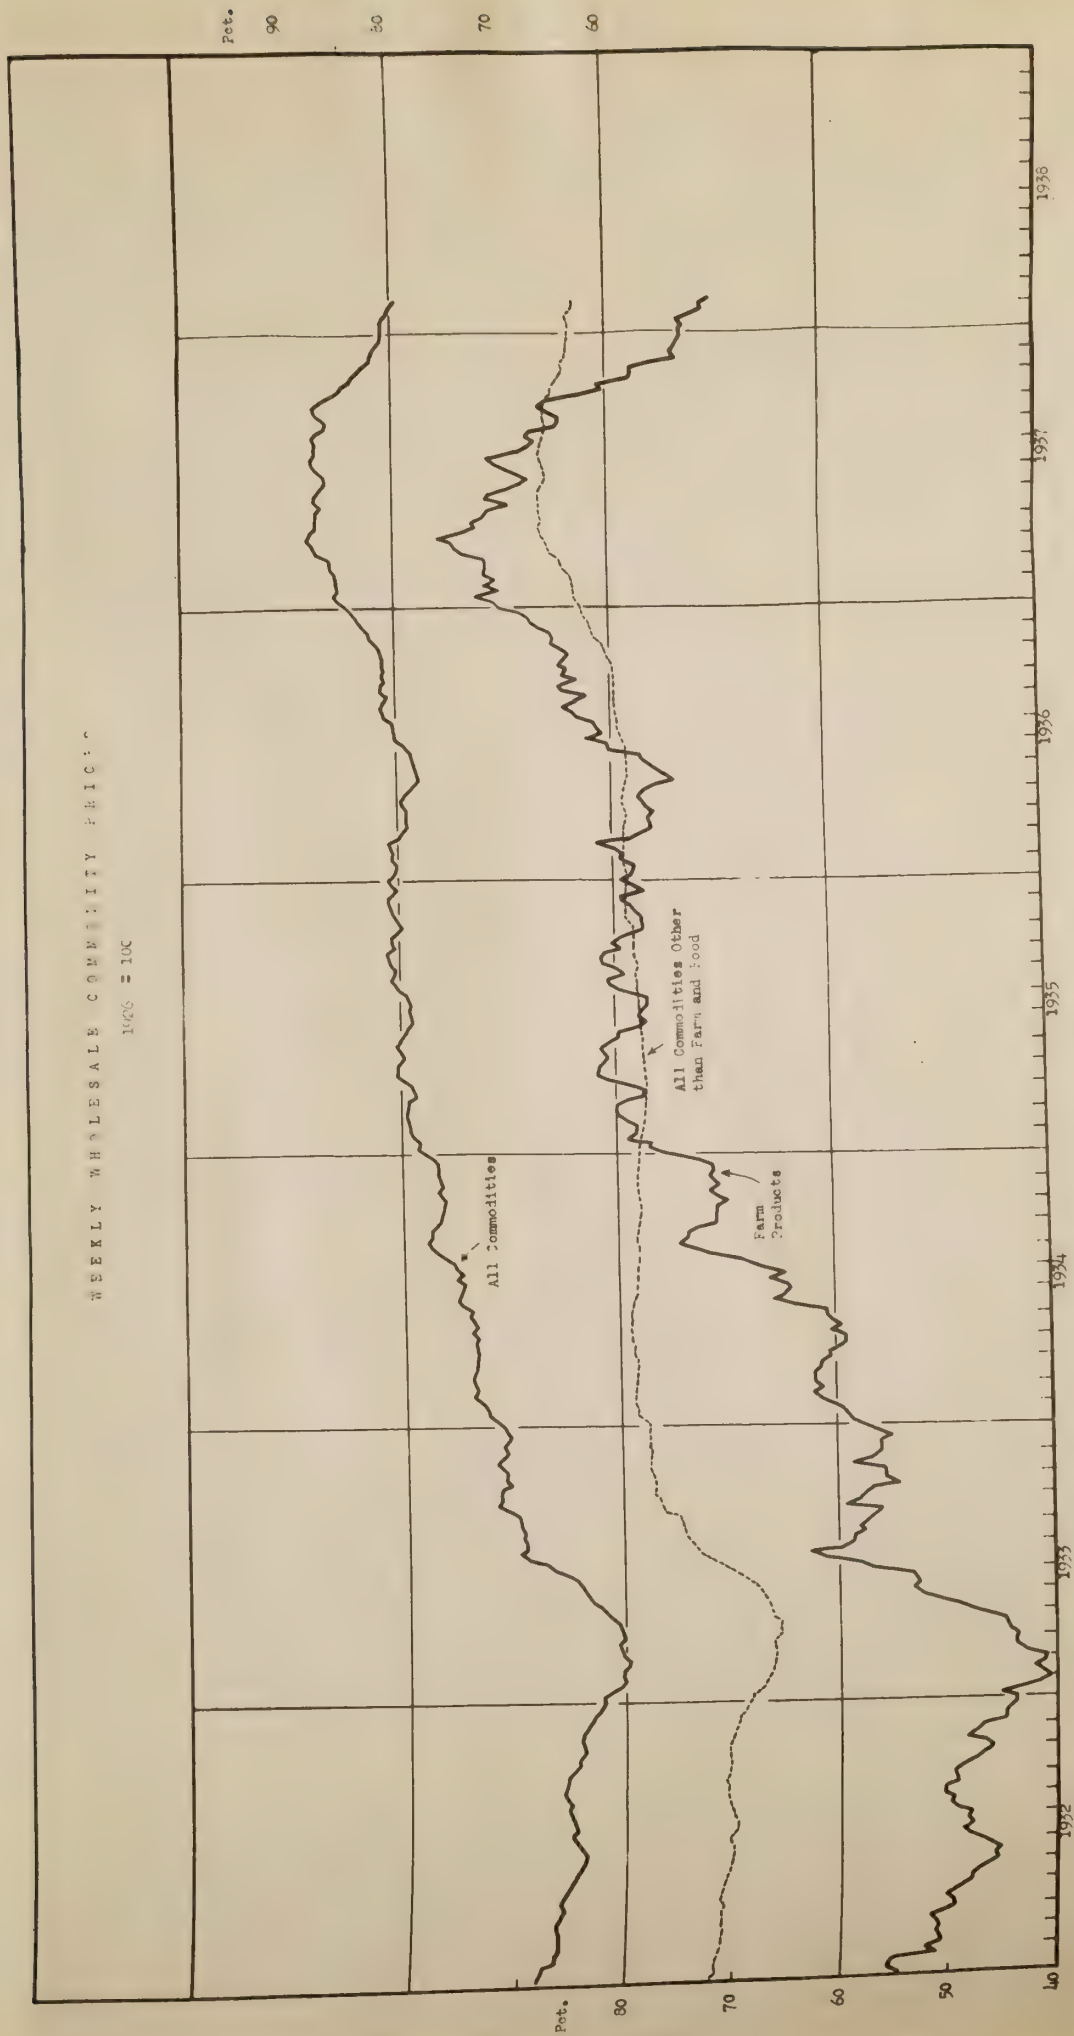 WEEKLY WHOLESALE COMMODITY
1926 = 100
Pct.
90
80
70
60
All Commodities
All Commodities Other
than Farm and Food
Farm
Products
Pct.
80
70
60
50
40
1932
1933
1934
1935
1936
1937
1938